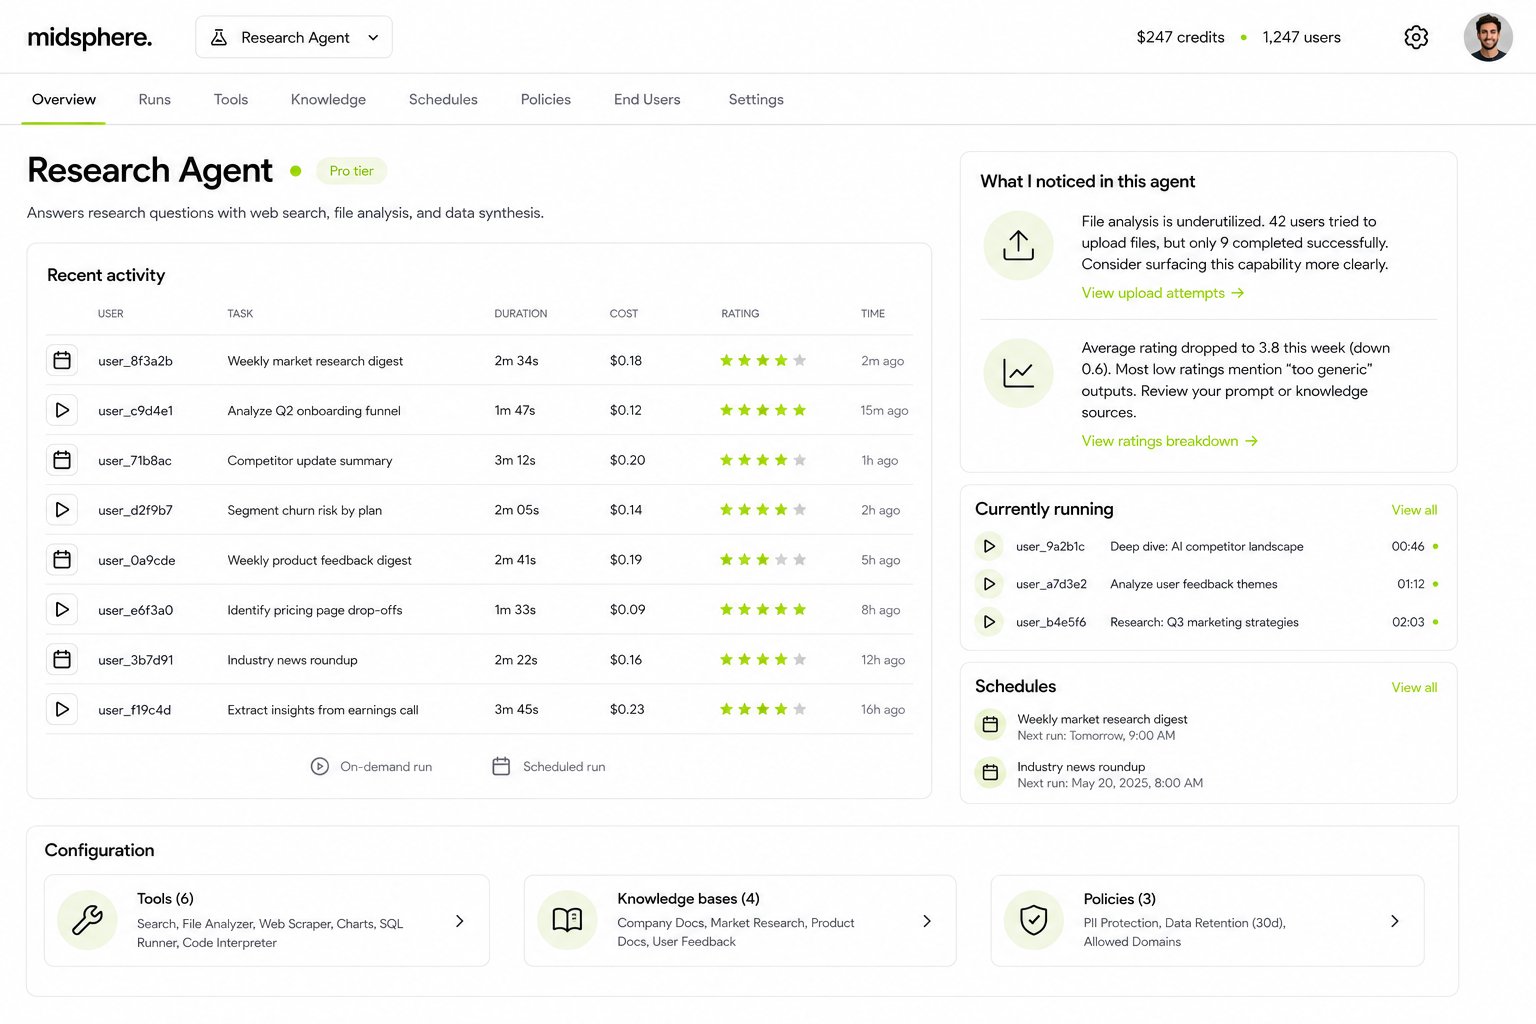 midsphere.
Research Agent
$247 credits • 1,247 users
Overview Runs Tools Knowledge Schedules Policies End Users Settings
Research Agent
Pro tier
Answers research questions with web search, file analysis, and data synthesis.
Recent activity
USER TASK DURATION COST RATING TIME
user_8f3a2b Weekly market research digest 2m 34s $0.18 2m ago
user_c9d4e1 Analyze Q2 onboarding funnel 1m 47s $0.12 15m ago
user_71b8ac Competitor update summary 3m 12s $0.20 1h ago
user_d2f9b7 Segment churn risk by plan 2m 05s $0.14 2h ago
user_0a9cde Weekly product feedback digest 2m 41s $0.19 5h ago
user_e6f3a0 Identify pricing page drop-offs 1m 33s $0.09 8h ago
user_3b7d91 Industry news roundup 2m 22s $0.16 12h ago
user_f19c4d Extract insights from earnings call 3m 45s $0.23 16h ago
On-demand run Scheduled run
What I noticed in this agent
File analysis is underutilized. 42 users tried to
upload files, but only 9 completed successfully.
Consider surfacing this capability more clearly.
View upload attempts →
Average rating dropped to 3.8 this week (down
0.6). Most low ratings mention “too generic”
outputs. Review your prompt or knowledge
sources.
View ratings breakdown →
Currently running View all
user_9a2b1c Deep dive: AI competitor landscape 00:46
user_a7d3e2 Analyze user feedback themes 01:12
user_b4e5f6 Research: Q3 marketing strategies 02:03
Schedules View all
Weekly market research digest
Next run: Tomorrow, 9:00 AM
Industry news roundup
Next run: May 20, 2025, 8:00 AM
Configuration
Tools (6)
Search, File Analyzer, Web Scraper, Charts, SQL
Runner, Code Interpreter
Knowledge bases (4)
Company Docs, Market Research, Product
Docs, User Feedback
Policies (3)
PII Protection, Data Retention (30d),
Allowed Domains